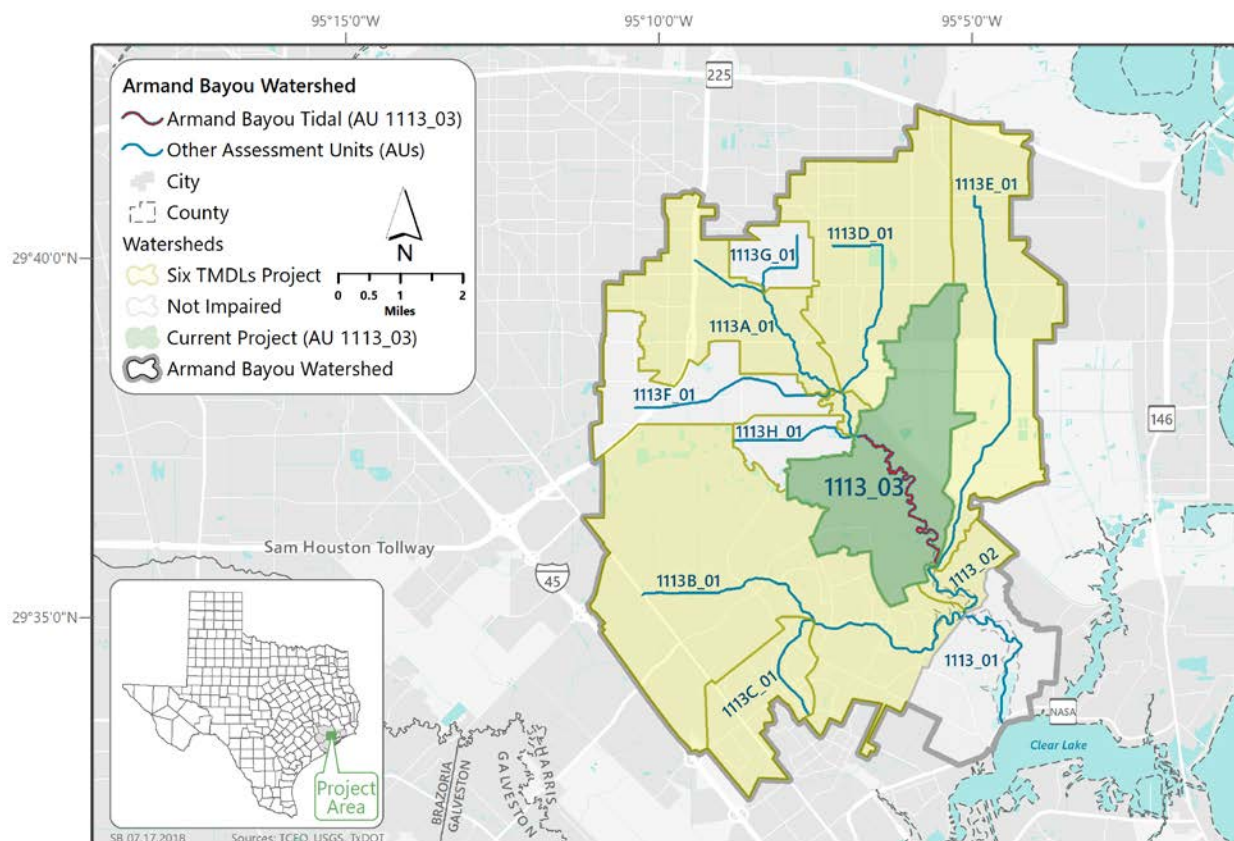 95°15'0"W
95°10'0"W
95°5'0"W
29°40'0"N
29°35'0"N
Armand Bayou Watershed
Armand Bayou Tidal (AU 1113_03)
Other Assessment Units (AUs)
City
County
Watersheds
Six TMDLs Project
Not Impaired
Current Project (AU 1113_03)
Armand Bayou Watershed
N
0 0.5 1 2
Miles
225
1113E_01
1113D_01
1113G_01
1113A_01
1113F_01
1113H_01
146
1113_03
Sam Houston Tollway
45
1113_02
1113B_01
1113_01
1113C_01
NASA
Clear Lake
BRAZORIA
GALVESTON
HARRIS
GALVESTON
Project
Area
SB 07.17.2018
Sources: TCEQ, USGS, TxDOT